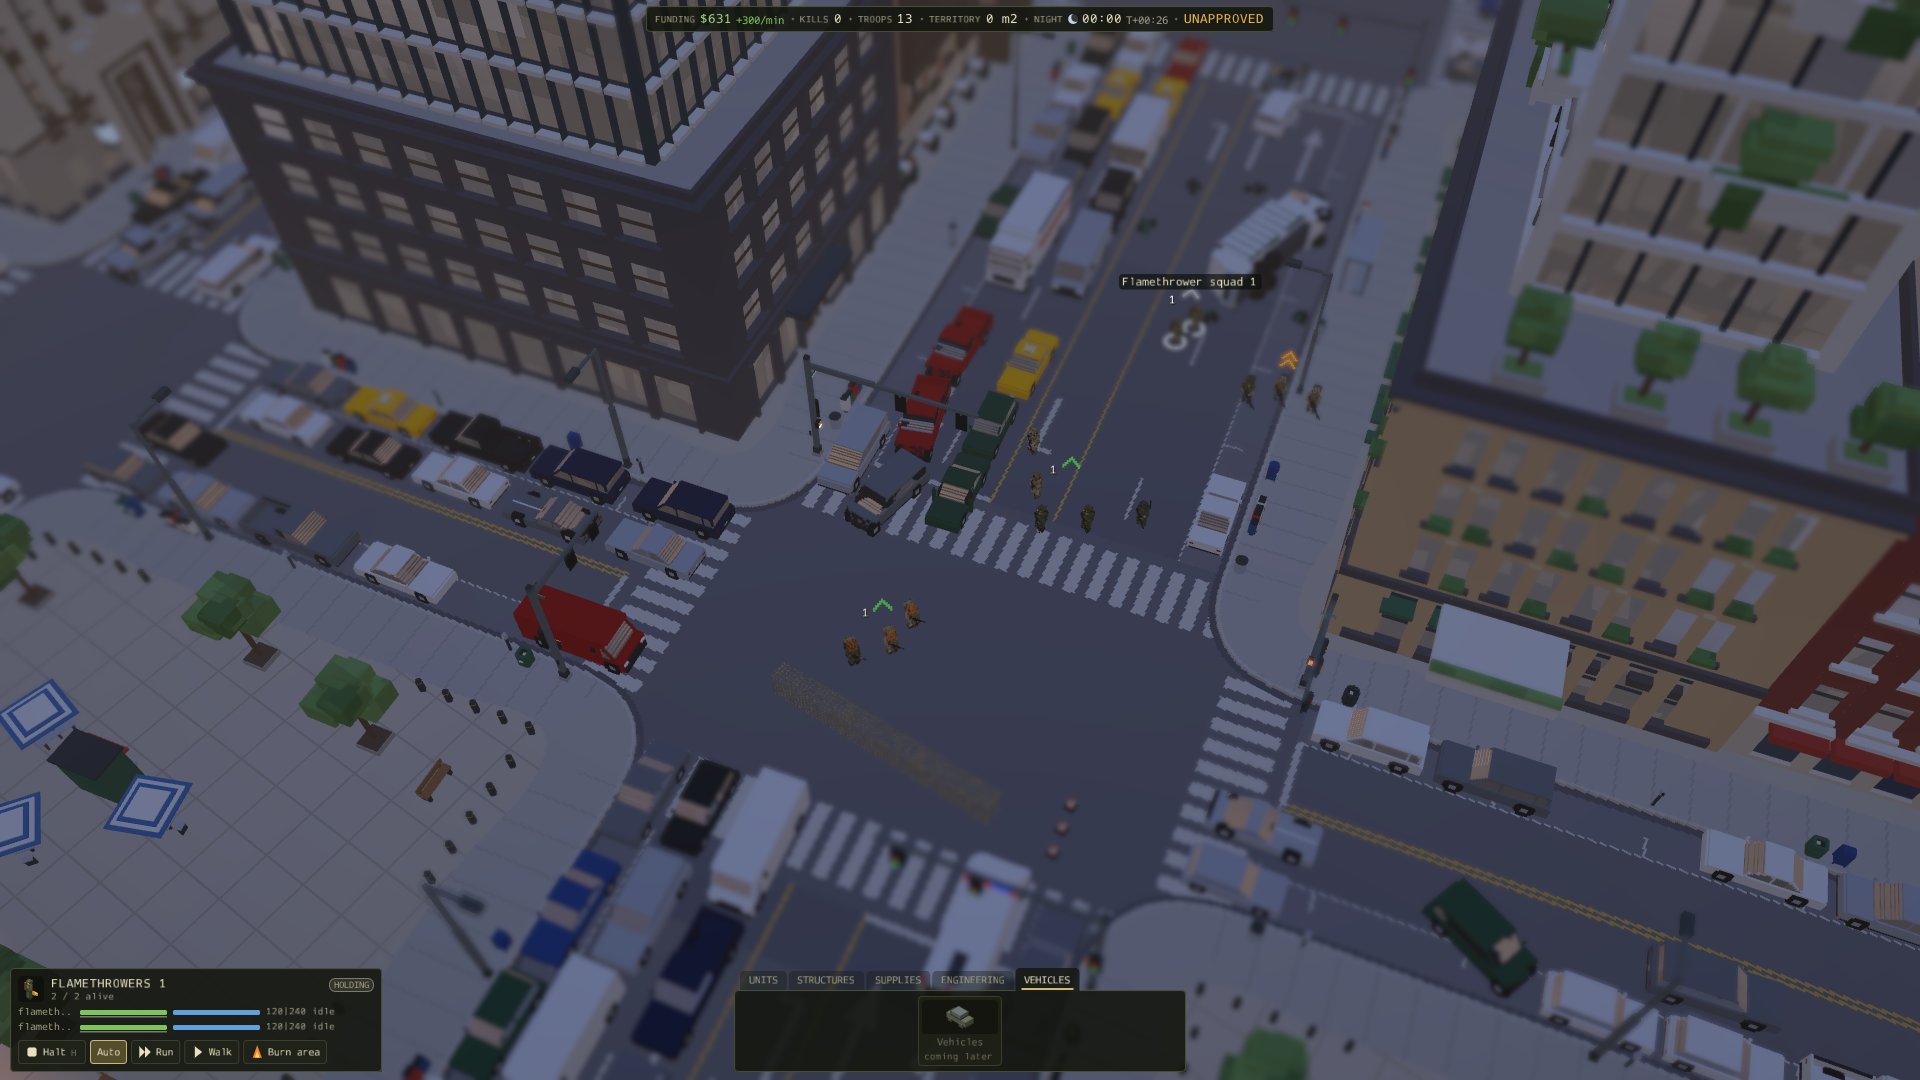 FUNDING $631 +300/min · KILLS 0 · TROOPS 13 · TERRITORY 0 m2 · NIGHT 00:00 T+00:26 · UNAPPROVED
Flamethrower squad 1
1
1
1
FLAMETHROWERS 1
HOLDING
2 / 2 alive
flameth.. 120|240 idle
flameth.. 120|240 idle
Halt H
Auto
Run
Walk
Burn area
UNITS
STRUCTURES
SUPPLIES
ENGINEERING
VEHICLES
Vehicles
coming later